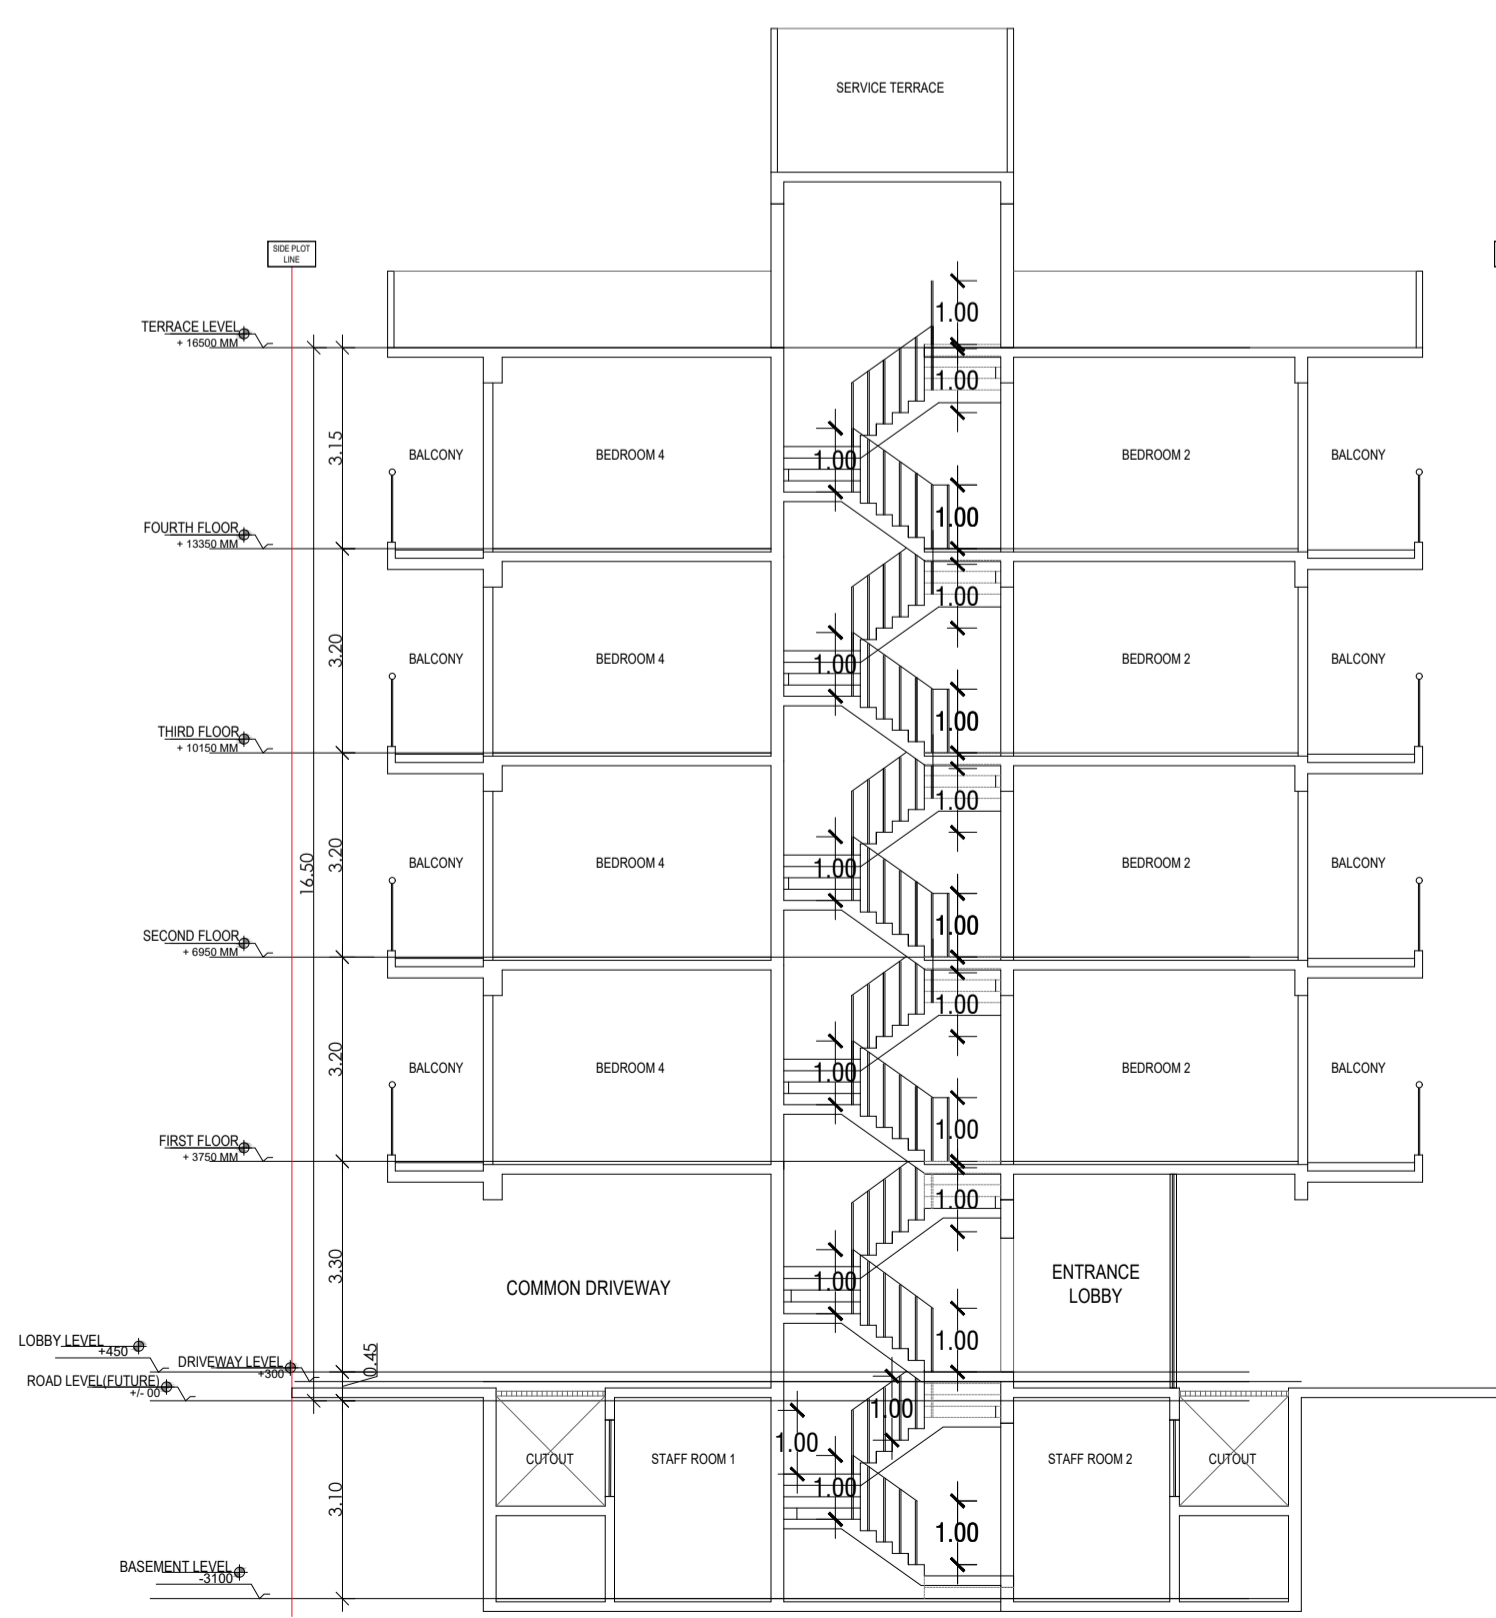 SERVICE TERRACE
SIDE PLOT
LINE
1.00
TERRACE LEVEL
+ 16500 MM
1.00
3.15
BALCONY
BEDROOM 4
1.00
BEDROOM 2
BALCONY
1.00
FOURTH FLOOR
+ 13350 MM
1.00
3.20
BALCONY
BEDROOM 4
1.00
BEDROOM 2
BALCONY
1.00
THIRD FLOOR
+ 10150 MM
1.00
16.50
3.20
BALCONY
BEDROOM 4
1.00
BEDROOM 2
BALCONY
1.00
SECOND FLOOR
+ 6950 MM
1.00
3.20
BALCONY
BEDROOM 4
1.00
BEDROOM 2
BALCONY
1.00
FIRST FLOOR
+ 3750 MM
1.00
3.30
COMMON DRIVEWAY
1.00
ENTRANCE
LOBBY
1.00
LOBBY LEVEL
+450
0.45
DRIVEWAY LEVEL
+300
ROAD LEVEL(FUTURE)
+/- 00
1.00
1.00
CUTOUT
STAFF ROOM 1
1.00
STAFF ROOM 2
CUTOUT
3.10
1.00
BASEMENT LEVEL
-3100